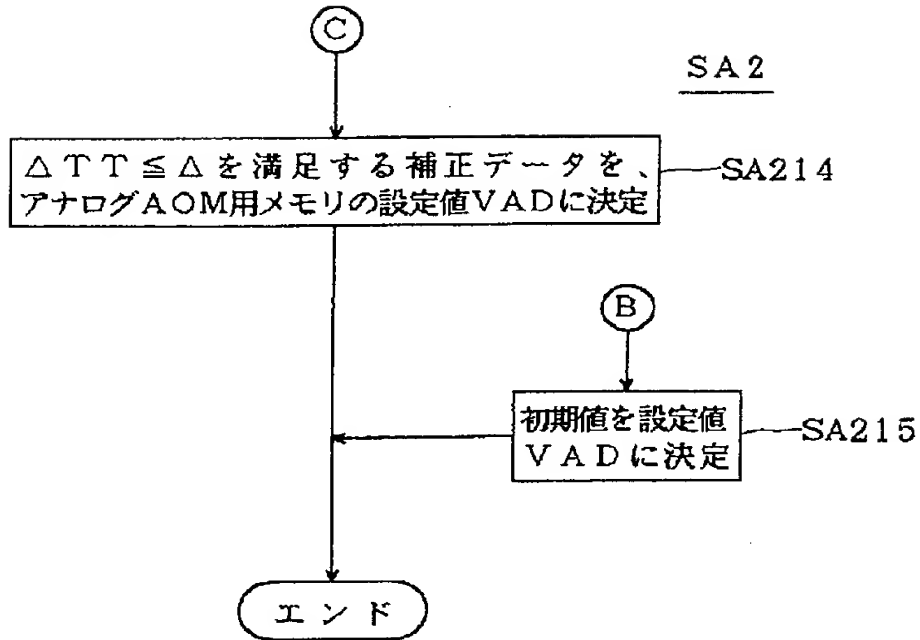 C
SA2
△TT≦△を満足する補正データを、
アナログAOM用メモリの設定値VADに決定
SA214
B
初期値を設定値
VADに決定
SA215
エンド